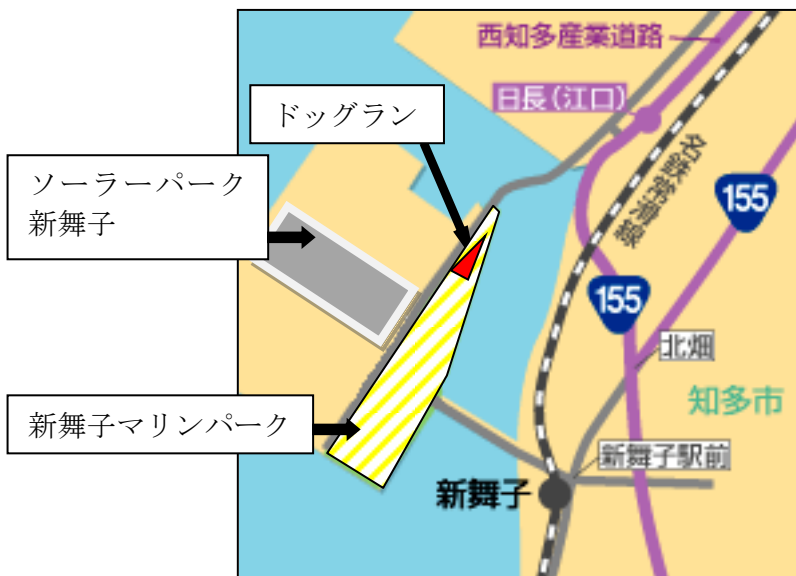 西知多産業道路
日長(江口)
ドッグラン
ソーラーパーク
新舞子
名鉄常滑線
155
155
北畑
知多市
新舞子マリンパーク
新舞子駅前
新舞子